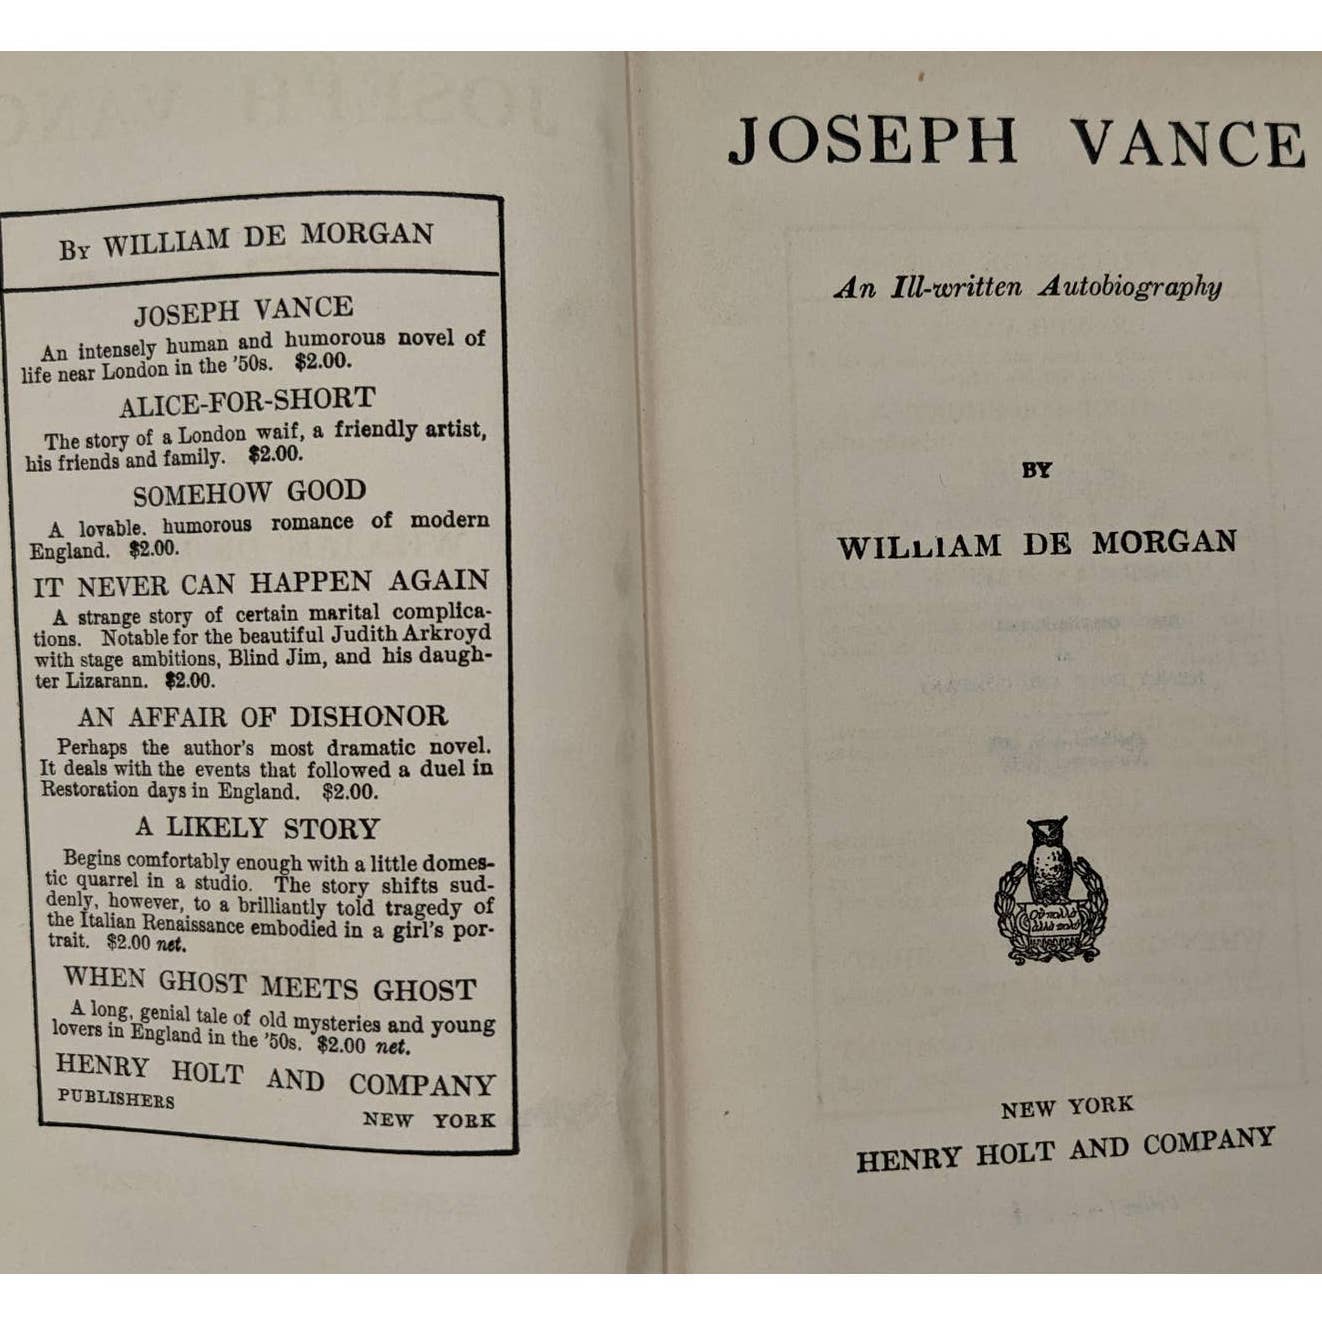 By WILLIAM DE MORGAN
JOSEPH VANCE
An intensely human and humorous novel of
life near London in the '50s. $2.00.
ALICE-FOR-SHORT
The story of a London waif, a friendly artist,
his friends and family. $2.00.
SOMEHOW GOOD
A lovable, humorous romance of modern
England. $2.00.
IT NEVER CAN HAPPEN AGAIN
A strange story of certain marital complica-
tions. Notable for the beautiful Judith Arkroyd
with stage ambitions, Blind Jim, and his daugh-
ter Lizarann. $2.00.
AN AFFAIR OF DISHONOR
Perhaps the author's most dramatic novel.
It deals with the events that followed a duel in
Restoration days in England. $2.00.
A LIKELY STORY
Begins comfortably enough with a little domes-
tic quarrel in a studio. The story shifts sud-
denly, however, to a brilliantly told tragedy of
the Italian Renaissance embodied in a girl's por-
trait. $2.00 net.
WHEN GHOST MEETS GHOST
A long, genial tale of old mysteries and young
lovers in England in the '50s. $2.00 net.
HENRY HOLT AND COMPANY
PUBLISHERS
NEW YORK
JOSEPH VANCE
An Ill-written Autobiography
BY
WILLIAM DE MORGAN
NEW YORK
HENRY HOLT AND COMPANY